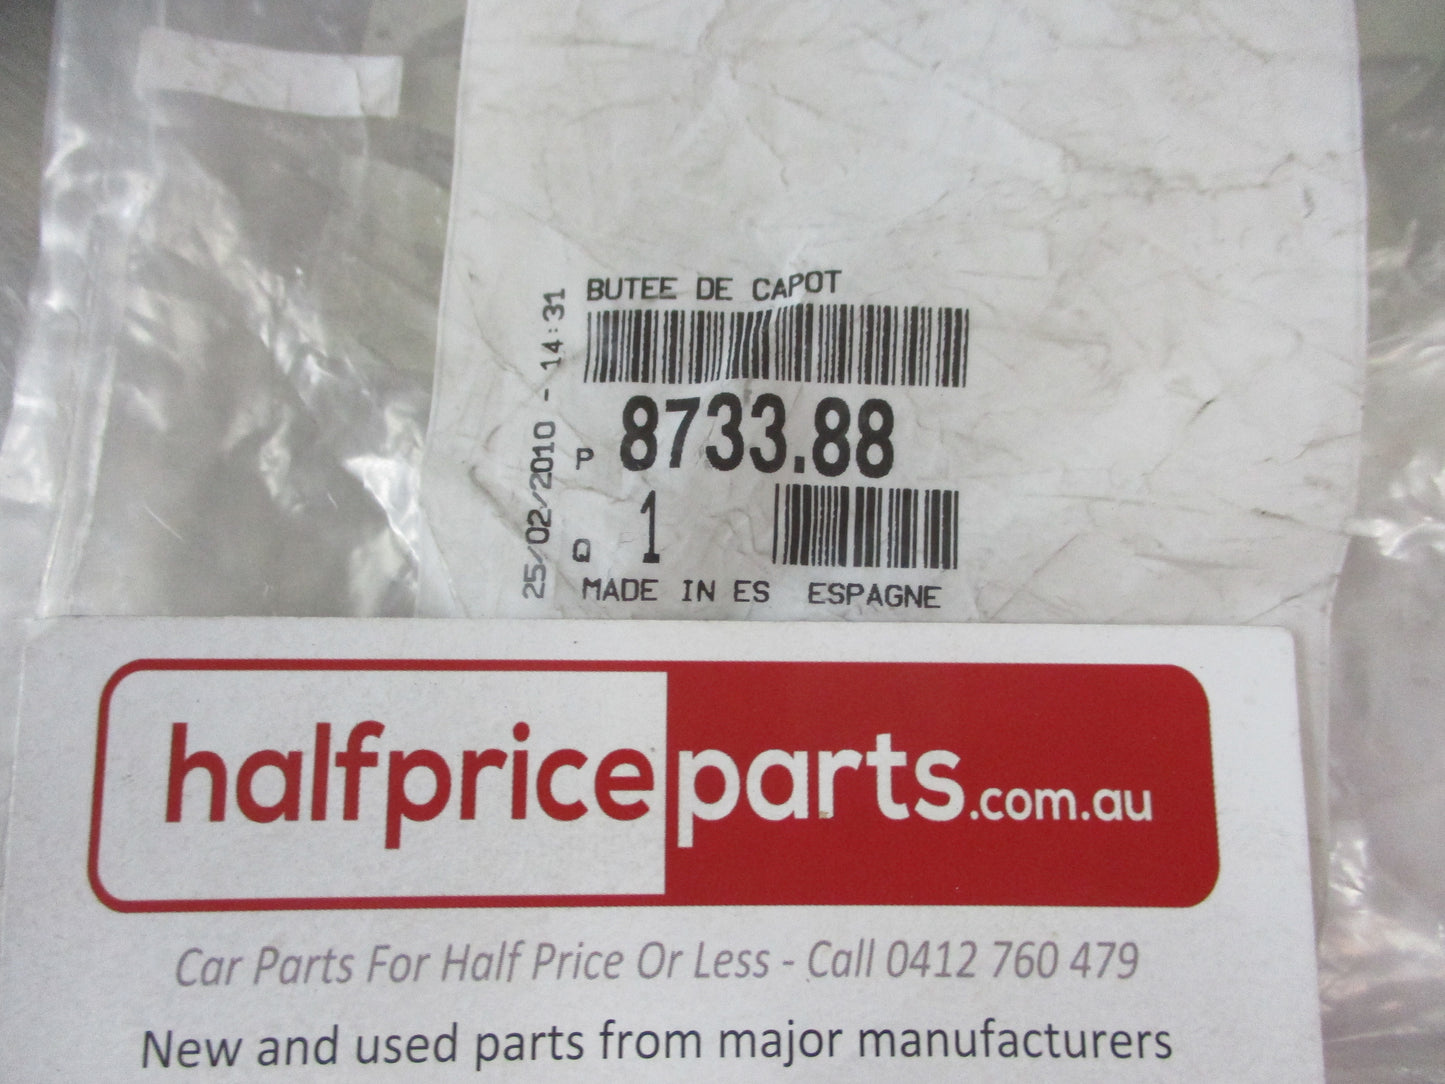 BUTEE DE CAPOT
25/02/2010 - 14:31
P 8733.88
Q 1
MADE IN ES ESPAGNE
halfpriceparts.com.au
Car Parts For Half Price Or Less - Call 0412 760 479
New and used parts from major manufacturers